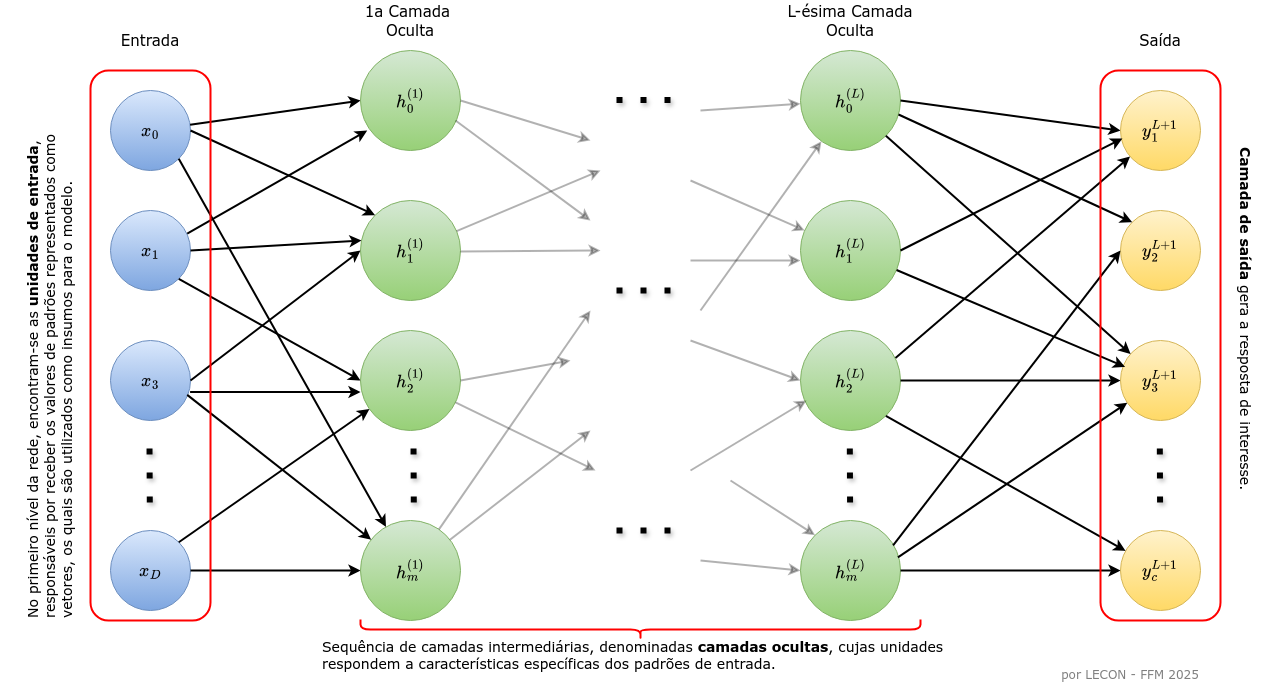 1a Camada
Oculta
L-ésima Camada
Oculta
Entrada
Saída
No primeiro nível da rede, encontram-se as unidades de entrada,
responsáveis por receber os valores de padrões representados como
vetores, os quais são utilizados como insumos para o modelo.
x_0
x_1
x_3
x_D
h_0^{(1)}
h_1^{(1)}
h_2^{(1)}
h_m^{(1)}
. . .
. . .
. . .
h_0^{(L)}
h_1^{(L)}
h_2^{(L)}
h_m^{(L)}
y_1^{L+1}
y_2^{L+1}
y_3^{L+1}
y_c^{L+1}
Camada de saída gera a resposta de interesse.
Sequência de camadas intermediárias, denominadas camadas ocultas, cujas unidades
respondem a características específicas dos padrões de entrada.
por LECON - FFM 2025